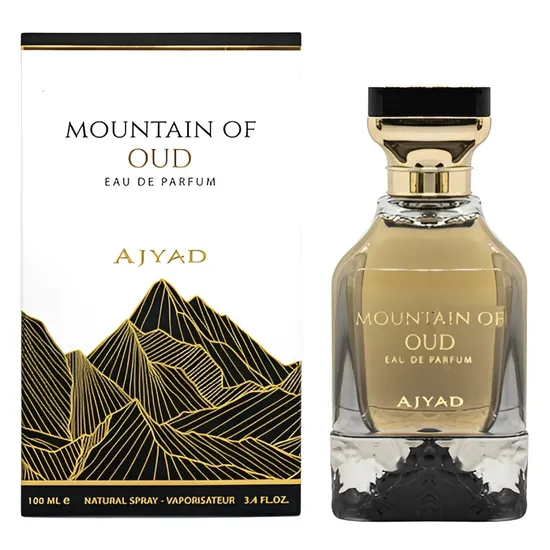 MOUNTAIN OF
OUD
EAU DE PARFUM
AJYAD
100 ML e NATURAL SPRAY - VAPORISATEUR 3.4 FL.OZ.
MOUNTAIN OF
OUD
EAU DE PARFUM
AJYAD